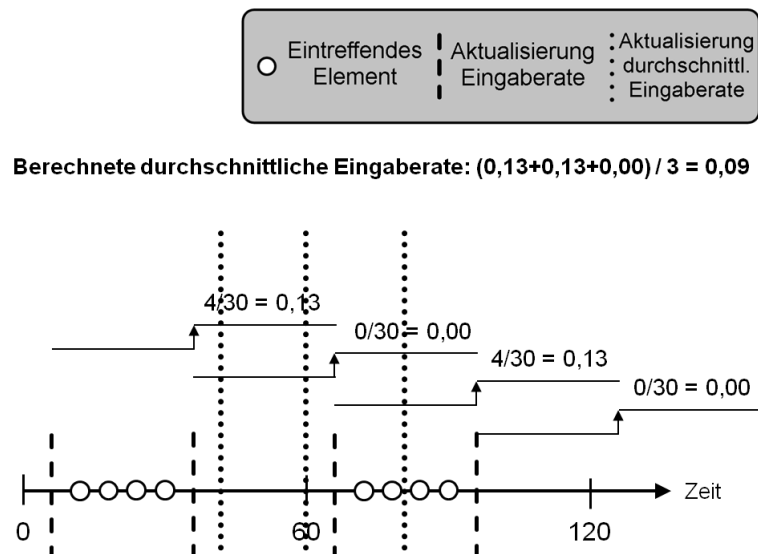 Eintreffendes
Element
Aktualisierung
Eingaberate
Aktualisierung
durchschnittl.
Eingaberate
Berechnete durchschnittliche Eingaberate: (0,13+0,13+0,00) / 3 = 0,09
4/30 = 0,13
0/30 = 0,00
4/30 = 0,13
0/30 = 0,00
Zeit
0
60
120